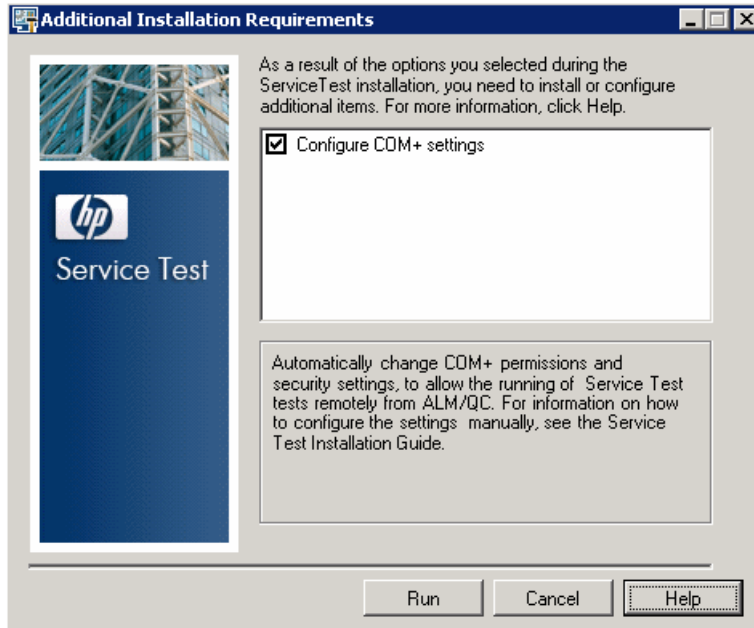 Additional Installation Requirements
As a result of the options you selected during the
ServiceTest installation, you need to install or configure
additional items. For more information, click Help.
Configure COM+ settings
hp
Service Test
Automatically change COM+ permissions and
security settings, to allow the running of Service Test
tests remotely from ALM/QC. For information on how
to configure the settings manually, see the Service
Test Installation Guide.
Run
Cancel
Help